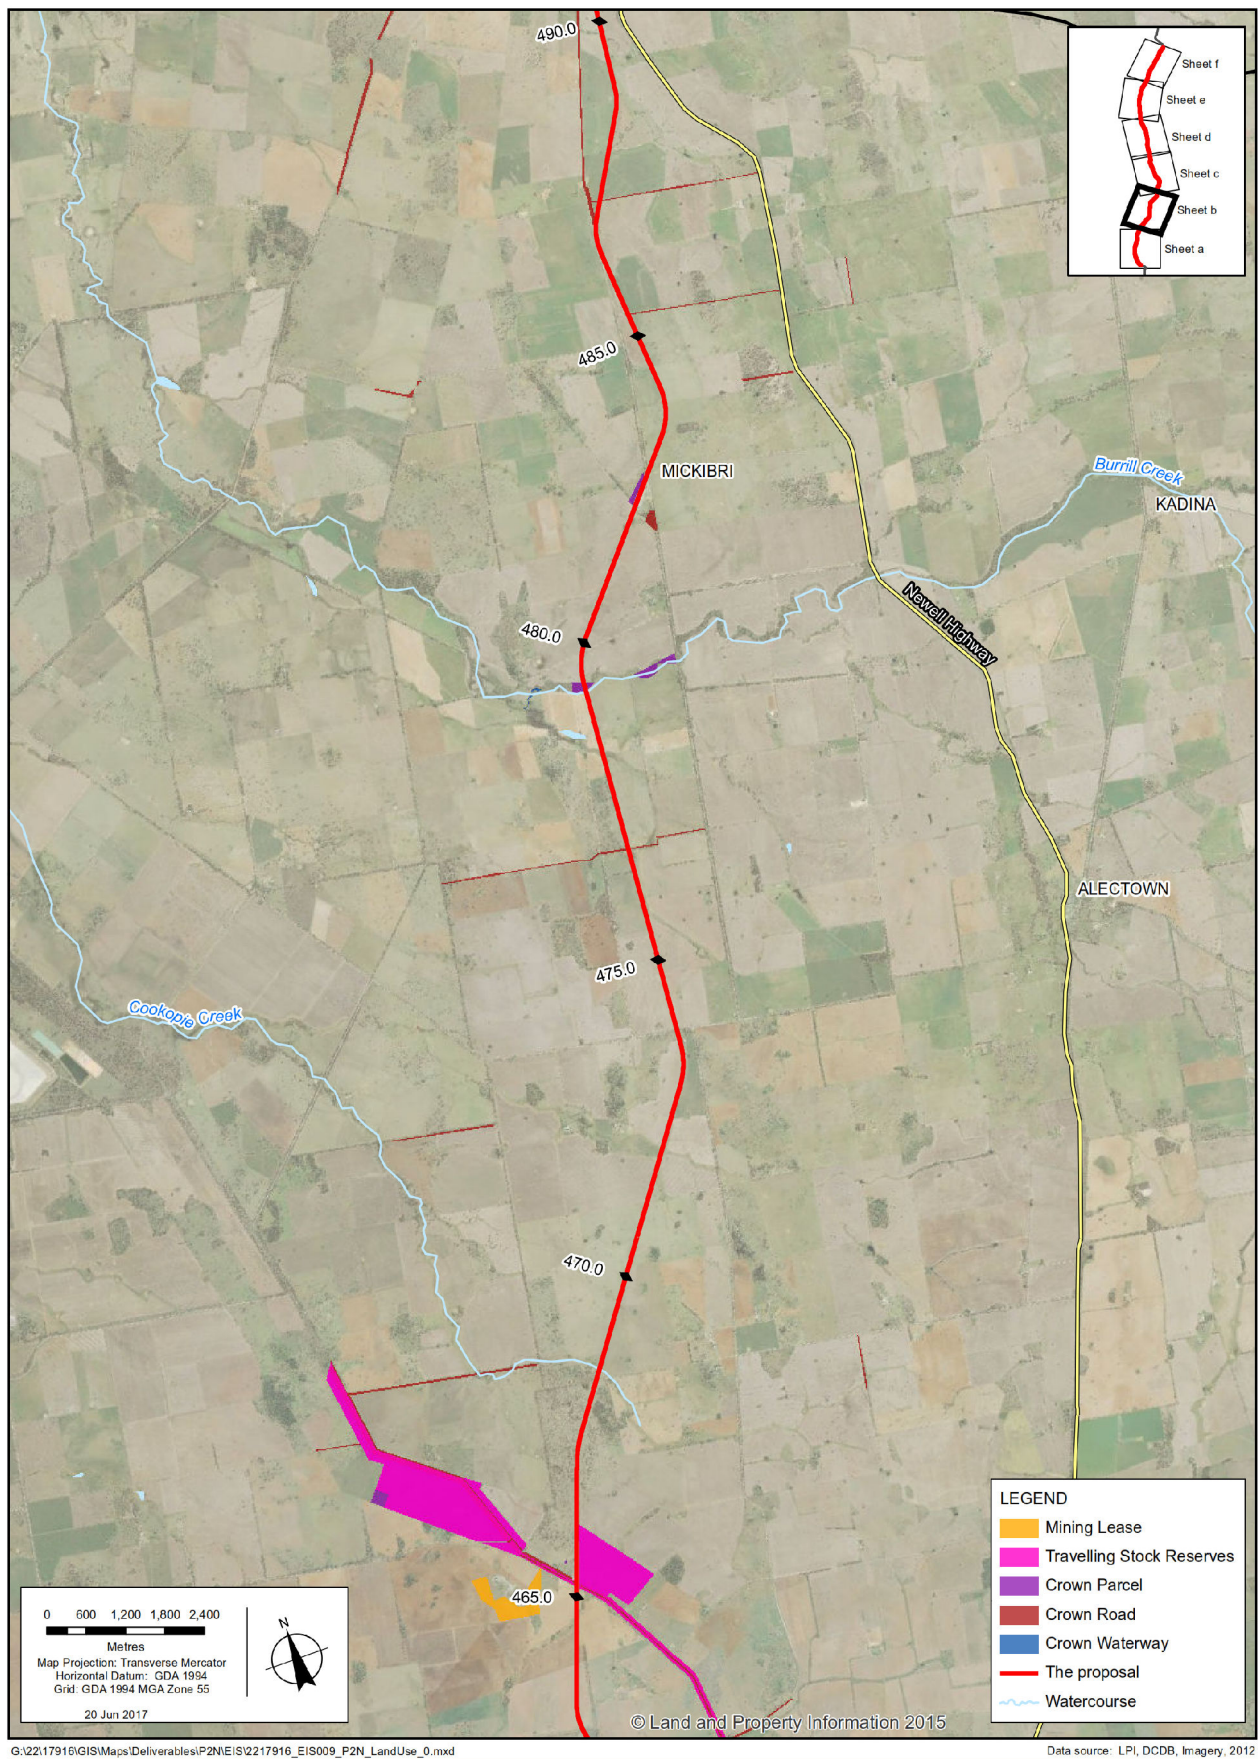 490.0
Sheet f
Sheet e
Sheet d
Sheet c
Sheet b
Sheet a
485.0
MICKIBRI
Burrill Creek
KADINA
Newell Highway
480.0
ALECTOWN
475.0
Cookopie Creek
470.0
465.0
LEGEND
Mining Lease
Travelling Stock Reserves
Crown Parcel
Crown Road
Crown Waterway
The proposal
Watercourse
0 600 1,200 1,800 2,400
Metres
Map Projection: Transverse Mercator
Horizontal Datum: GDA 1994
Grid: GDA 1994 MGA Zone 55
20 Jun 2017
N
© Land and Property Information 2015
G:\22\17916\GIS\Maps\Deliverables\P2N\EIS\2217916_EIS009_P2N_LandUse_0.mxd
Data source: LPI, DCDB, Imagery, 2012